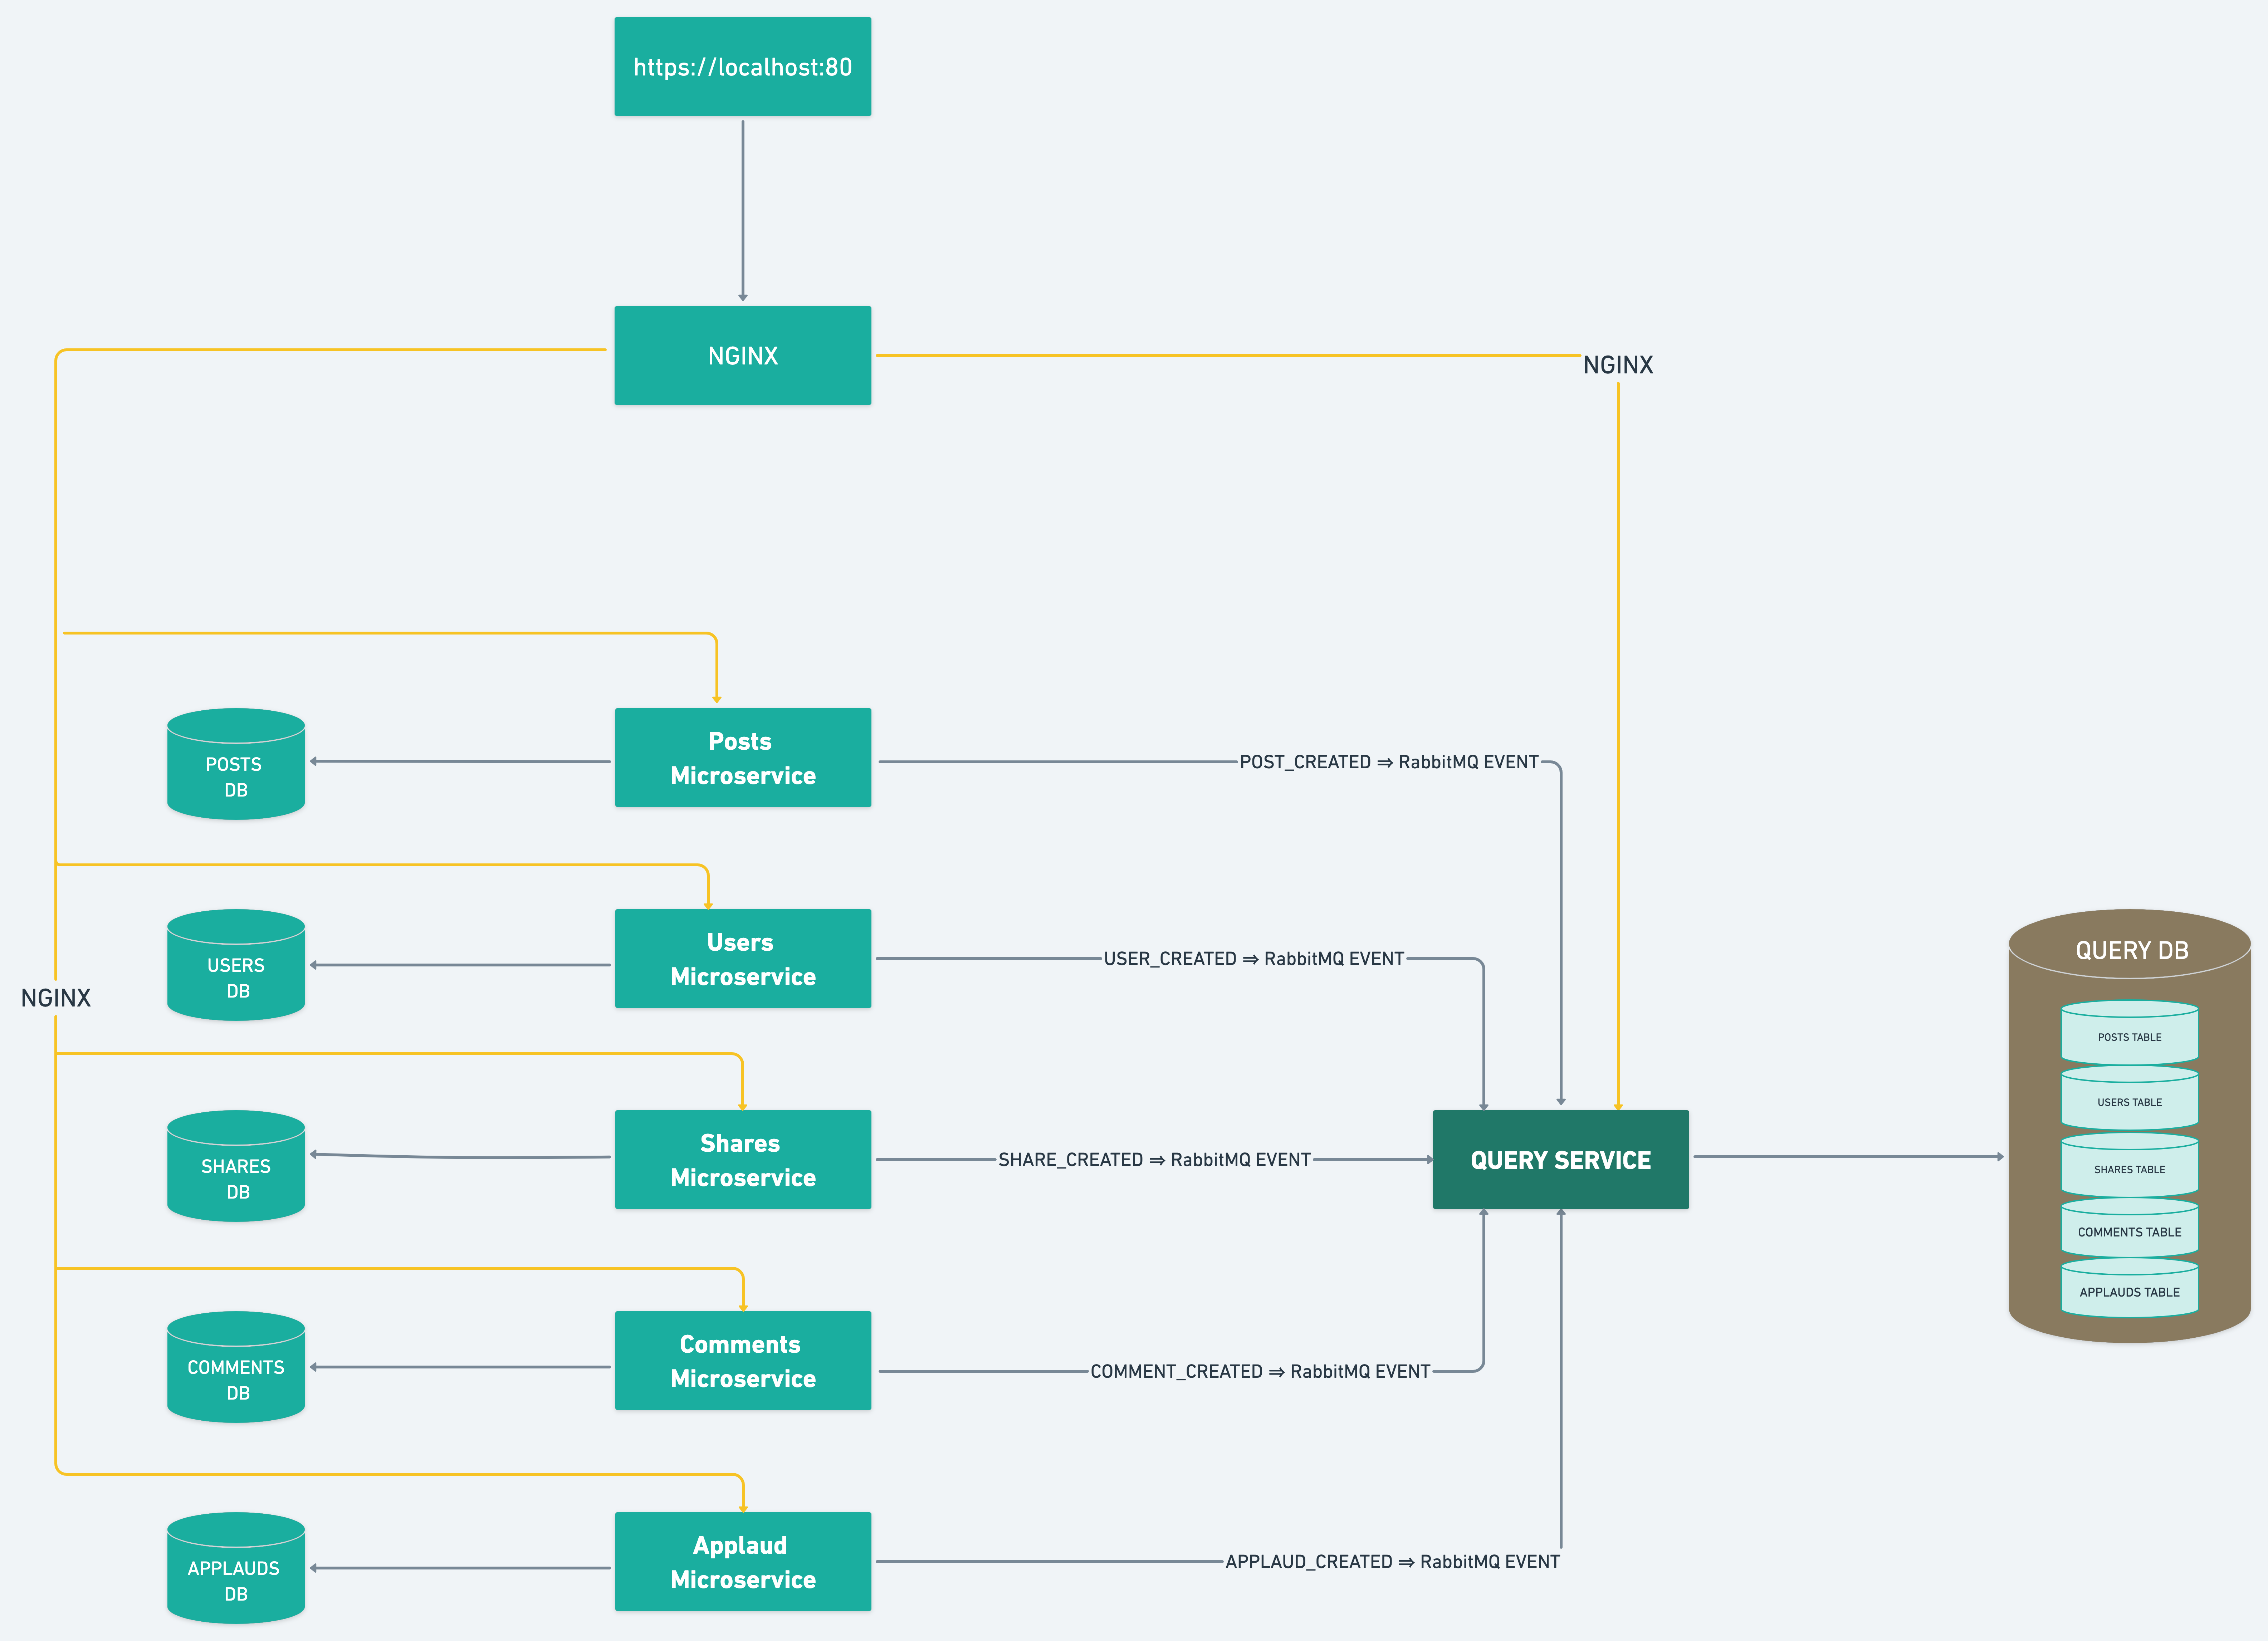 https://localhost:80
NGINX
NGINX
POSTS
DB
Posts
Microservice
POST_CREATED ⇒ RabbitMQ EVENT
USERS
DB
Users
Microservice
USER_CREATED ⇒ RabbitMQ EVENT
NGINX
SHARES
DB
Shares
Microservice
SHARE_CREATED ⇒ RabbitMQ EVENT
QUERY SERVICE
COMMENTS
DB
Comments
Microservice
COMMENT_CREATED ⇒ RabbitMQ EVENT
APPLAUDS
DB
Applaud
Microservice
APPLAUD_CREATED ⇒ RabbitMQ EVENT
QUERY DB
POSTS TABLE
USERS TABLE
SHARES TABLE
COMMENTS TABLE
APPLAUDS TABLE